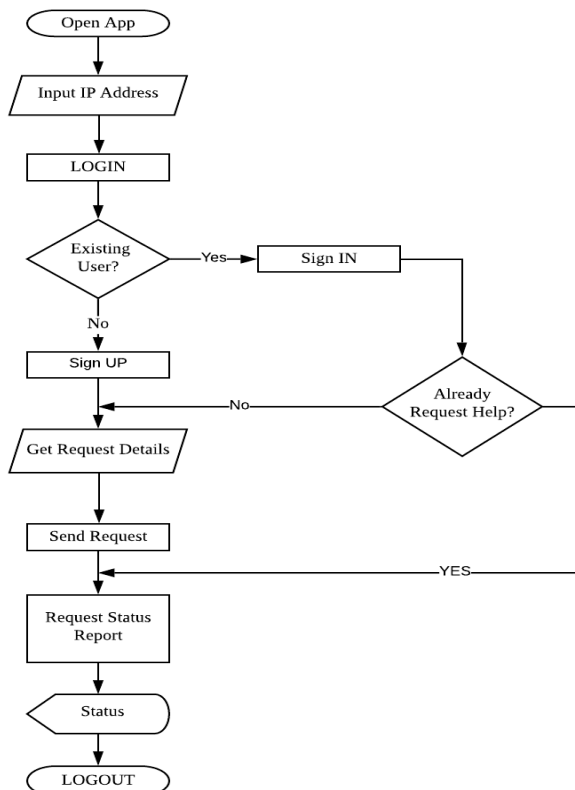 Open App
Input IP Address
LOGIN
Existing
User?
Yes
Sign IN
No
Sign UP
Already
Request Help?
No
Get Request Details
Send Request
YES
Request Status
Report
Status
LOGOUT